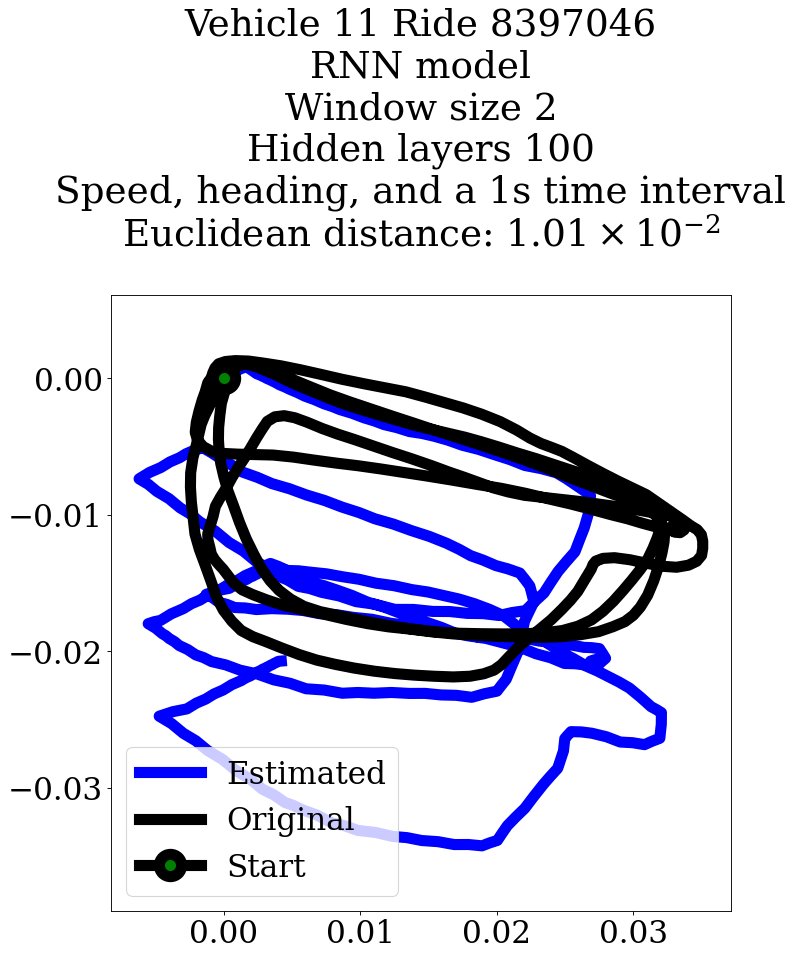 Vehicle 11 Ride 8397046
RNN model
Window size 2
Hidden layers 100
Speed, heading, and a 1s time interval
Euclidean distance: 1.01 × 10⁻²
0.00
−0.01
−0.02
−0.03
Estimated
Original
Start
0.00 0.01 0.02 0.03